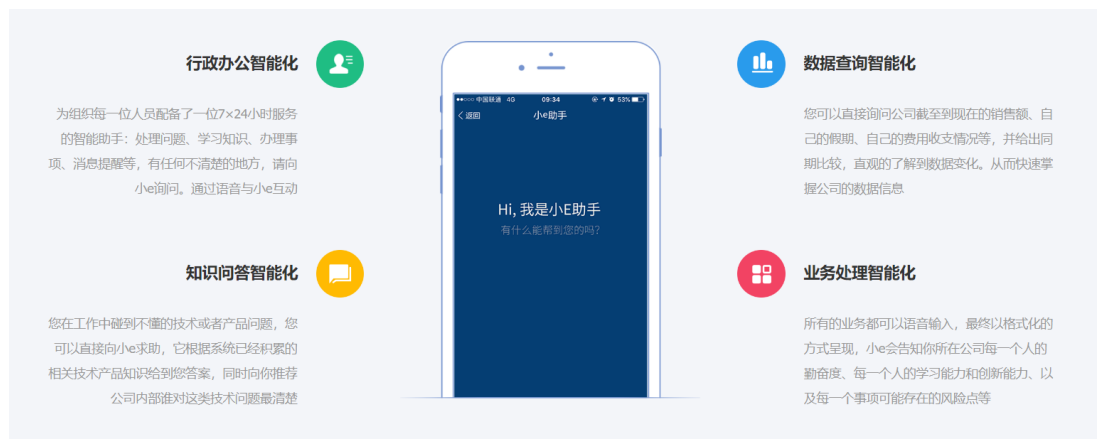 行政办公智能化
为组织每一位人员配备了一位7×24小时服务
的智能助手：处理问题、学习知识、办理事
项、消息提醒等，有任何不清楚的地方，请向
小e询问。通过语音与小e互动
知识问答智能化
您在工作中碰到不懂的技术或者产品问题，您
可以直接向小e求助，它根据系统已经积累的
相关技术产品知识给到您答案，同时向你推荐
公司内部谁对这类技术问题最清楚
中国联通 4G 09:34 53%
返回 小e助手
Hi, 我是小E助手
有什么能帮到您的吗？
数据查询智能化
您可以直接询问公司截至到现在的销售额、自
己的假期、自己的费用收支情况等，并给出同
期比较，直观的了解到数据变化。从而快速掌
握公司的数据信息
业务处理智能化
所有的业务都可以语音输入，最终以格式化的
方式呈现，小e会告知你所在公司每一个人的
勤奋度、每一个人的学习能力和创新能力、以
及每一个事项可能存在的风险点等